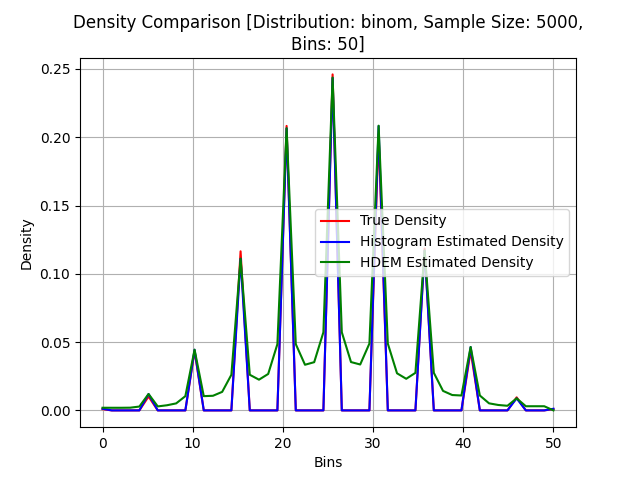 Density Comparison [Distribution: binom, Sample Size: 5000,
Bins: 50]
0.25
0.20
0.15
0.10
0.05
0.00
Density
True Density
Histogram Estimated Density
HDEM Estimated Density
0 10 20 30 40 50
Bins